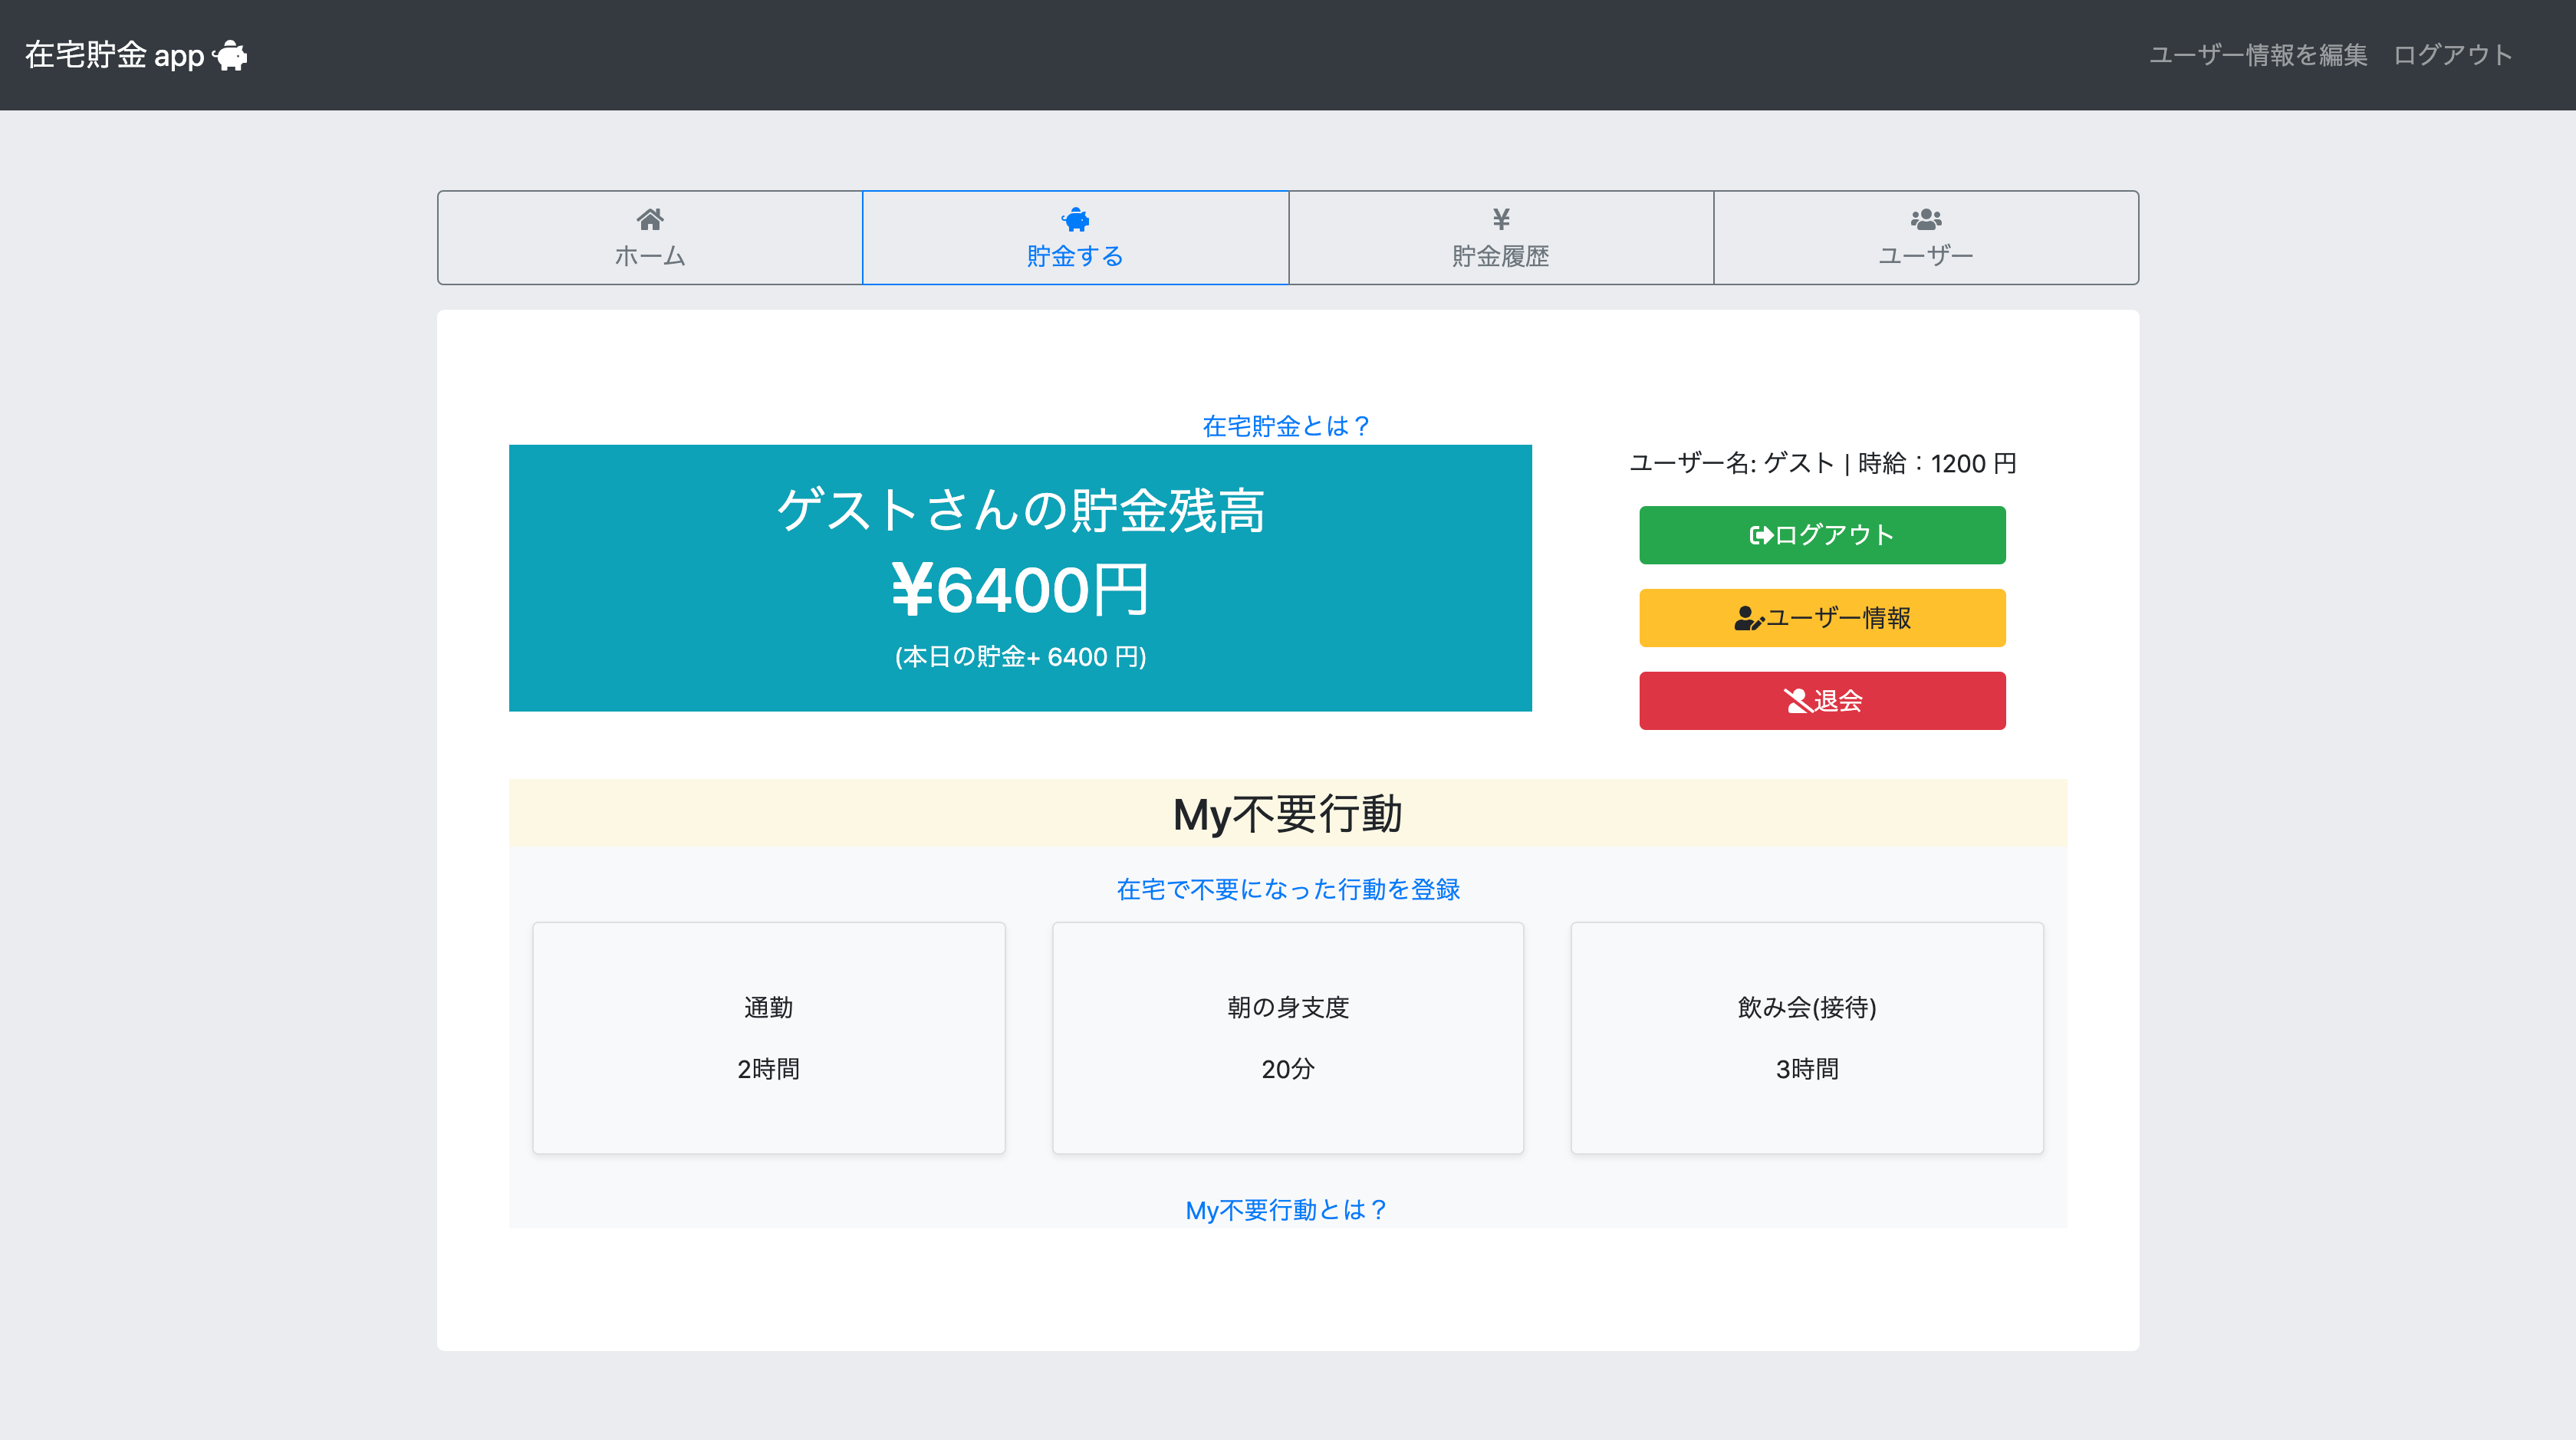 在宅貯金 app
ユーザー情報を編集 ログアウト
ホーム
貯金する
¥
貯金履歴
ユーザー
在宅貯金とは？
ゲストさんの貯金残高
¥6400円
(本日の貯金+ 6400 円)
ユーザー名: ゲスト | 時給：1200 円
ログアウト
ユーザー情報
退会
My不要行動
在宅で不要になった行動を登録
通勤
2時間
朝の身支度
20分
飲み会(接待)
3時間
My不要行動とは？